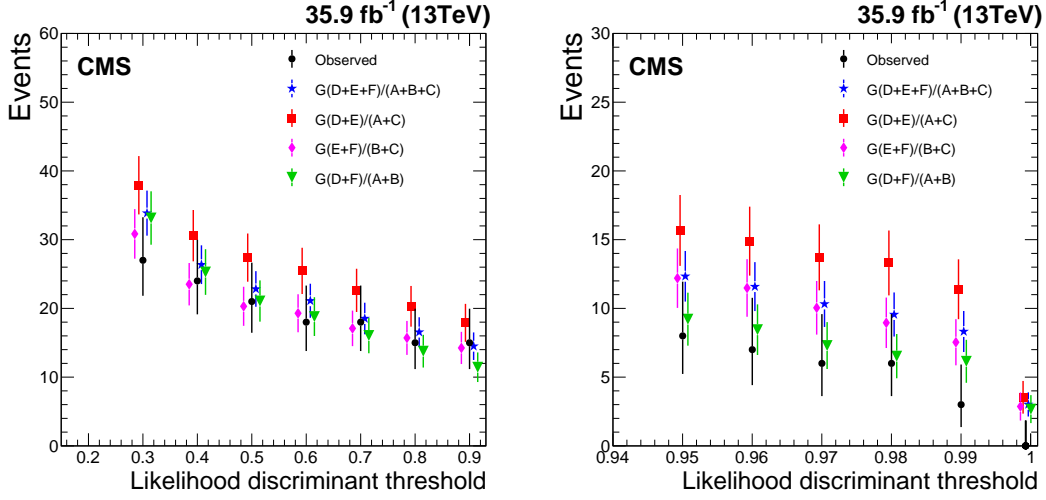 35.9 fb⁻¹ (13TeV)
Events
60
50
40
30
20
10
0
CMS
Observed
G(D+E+F)/(A+B+C)
G(D+E)/(A+C)
G(E+F)/(B+C)
G(D+F)/(A+B)
0.2 0.3 0.4 0.5 0.6 0.7 0.8 0.9
Likelihood discriminant threshold
35.9 fb⁻¹ (13TeV)
Events
30
25
20
15
10
5
0
CMS
Observed
G(D+E+F)/(A+B+C)
G(D+E)/(A+C)
G(E+F)/(B+C)
G(D+F)/(A+B)
0.94 0.95 0.96 0.97 0.98 0.99 1
Likelihood discriminant threshold